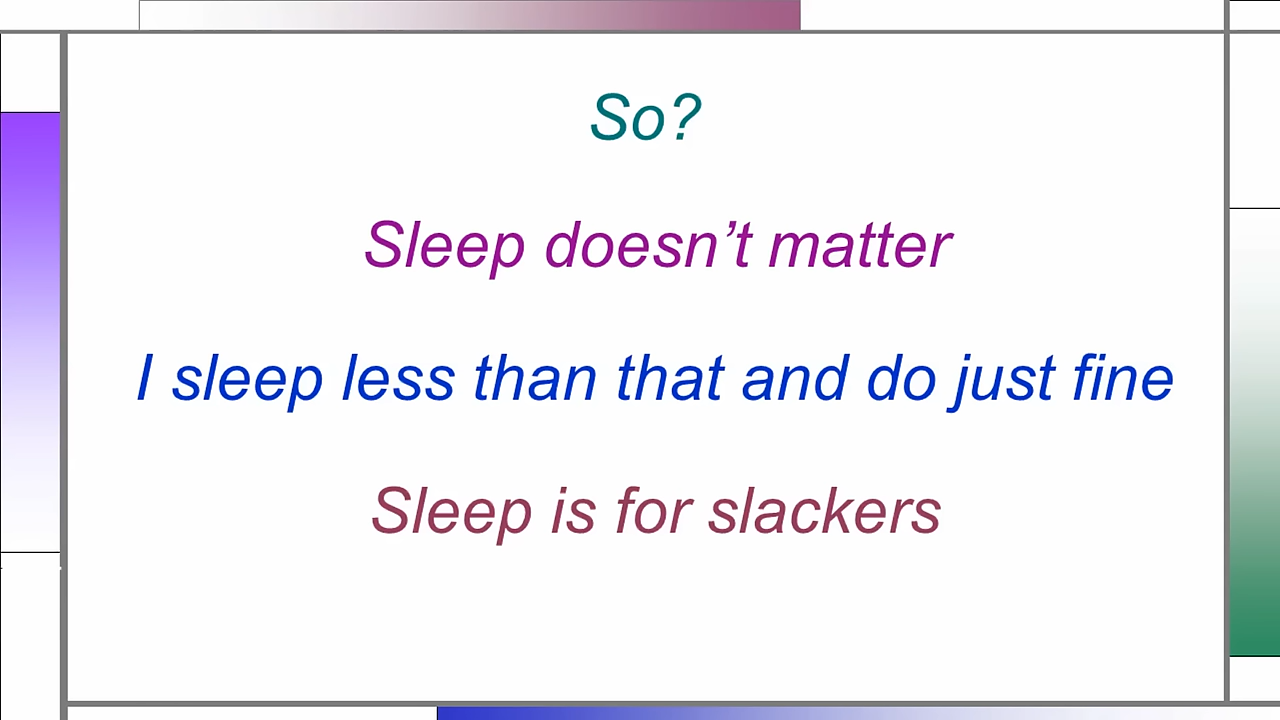 So?
Sleep doesn’t matter
I sleep less than that and do just fine
Sleep is for slackers